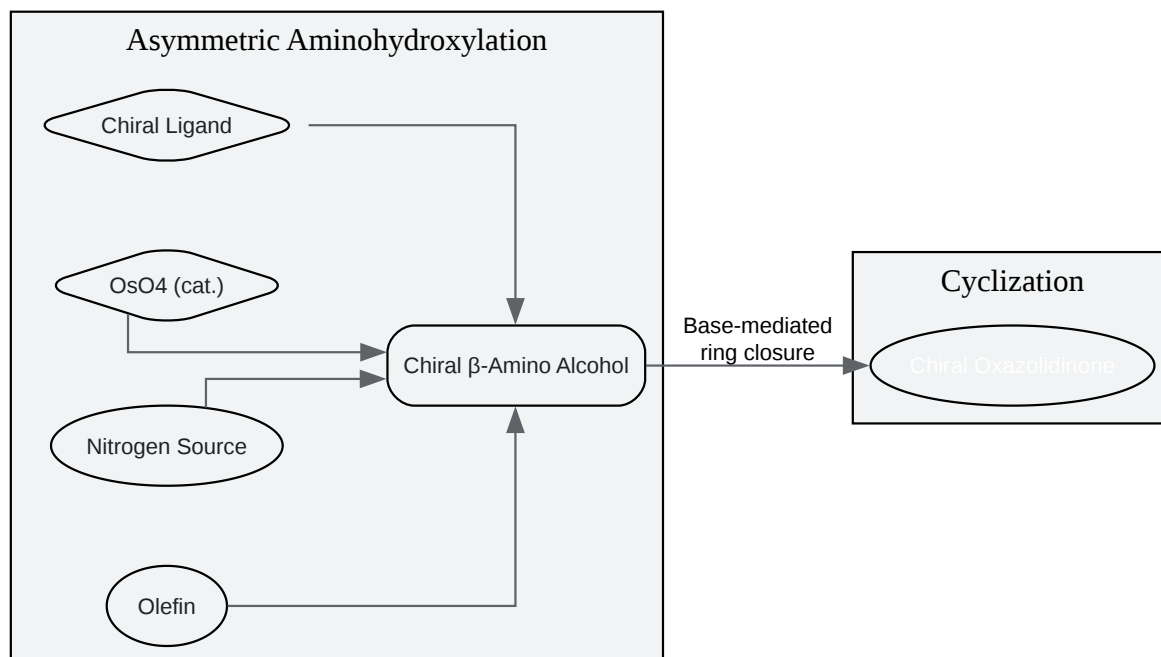 Asymmetric Aminohydroxylation
Chiral Ligand
OsO4 (cat.)
Nitrogen Source
Olefin
Chiral β-Amino Alcohol
Base-mediated
ring closure
Cyclization
Chiral Oxazolidinone